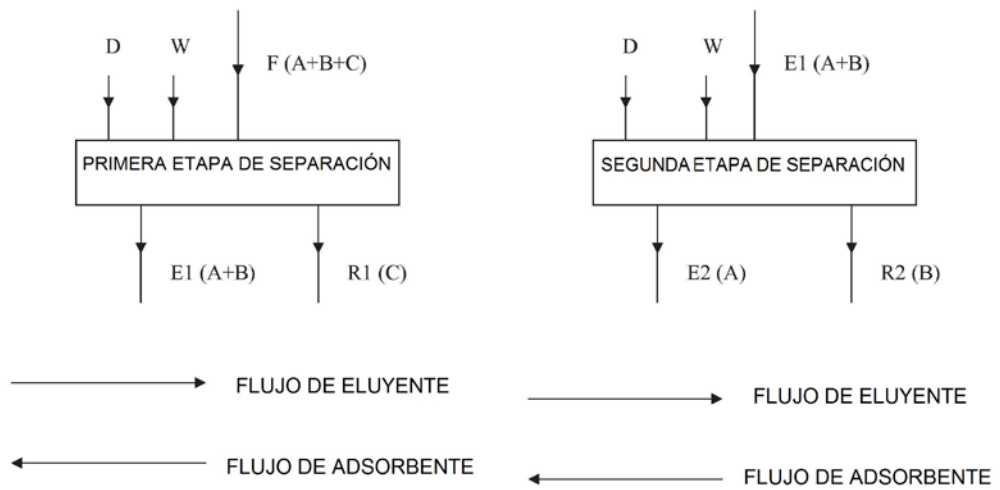 D
W
F (A+B+C)
PRIMERA ETAPA DE SEPARACIÓN
E1 (A+B)
R1 (C)
FLUJO DE ELUYENTE
FLUJO DE ADSORBENTE
D
W
E1 (A+B)
SEGUNDA ETAPA DE SEPARACIÓN
E2 (A)
R2 (B)
FLUJO DE ELUYENTE
FLUJO DE ADSORBENTE